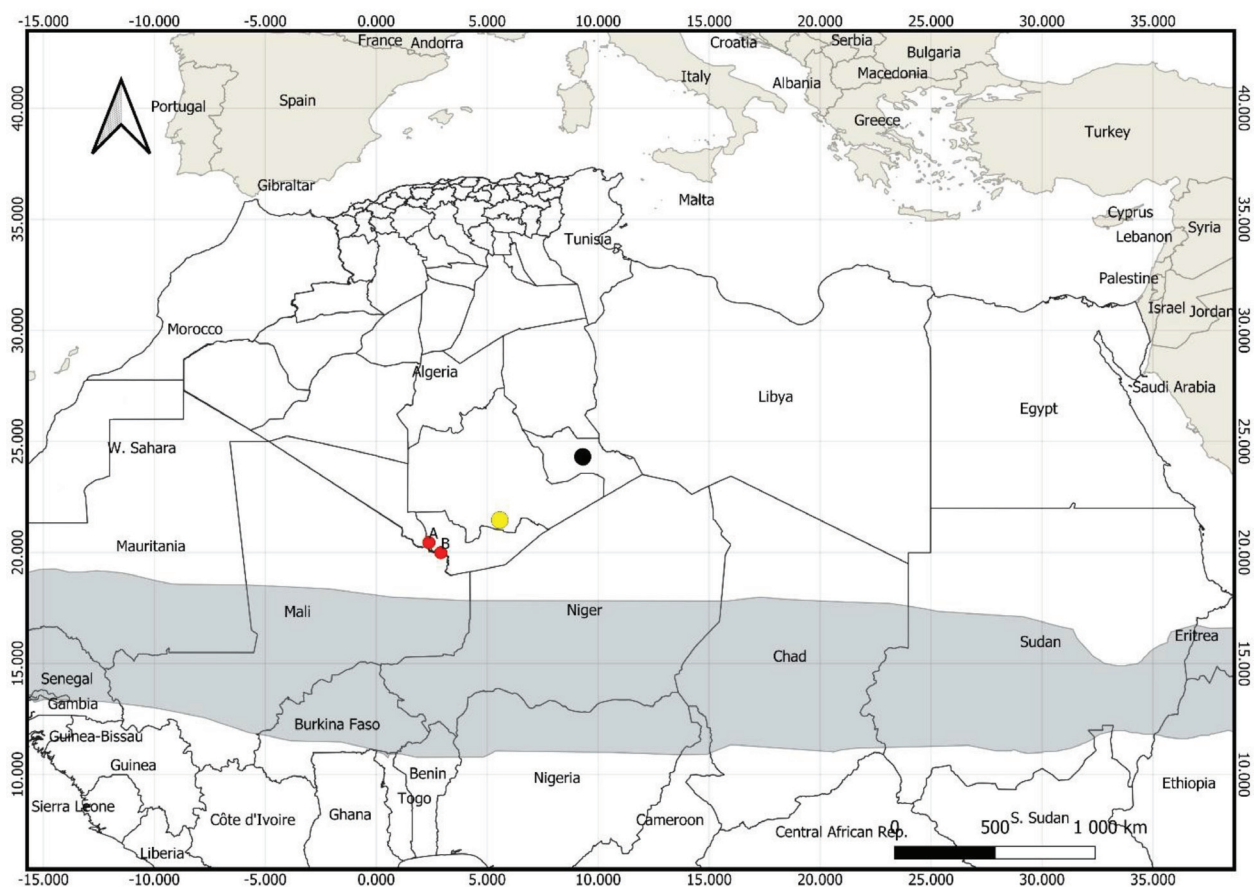 -15.000 -10.000 -5.000 0.000 5.000 10.000 15.000 20.000 25.000 30.000 35.000
France Andorra Croatia Serbia Bulgaria
Italy Albania Macedonia
Portugal Spain Greece Turkey
40.000 40.000
Gibraltar Malta Cyprus Syria
35.000 35.000
Tunisia Lebanon
Palestine
Morocco Israel Jordan
30.000 30.000
Algeria Libya Egypt Saudi Arabia
W. Sahara
25.000 25.000
A
B
Mauritania
20.000 20.000
Mali Niger Chad Sudan Eritrea
15.000 15.000
Senegal
Gambia
Guinea-Bissau Burkina Faso
Guinea Benin Nigeria Ethiopia
10.000 10.000
Sierra Leone Côte d'Ivoire Ghana Togo Cameroon Central African Rep. S. Sudan
Liberia
0 500 1 000 km
-15.000 -10.000 -5.000 0.000 5.000 10.000 15.000 20.000 25.000 30.000 35.000